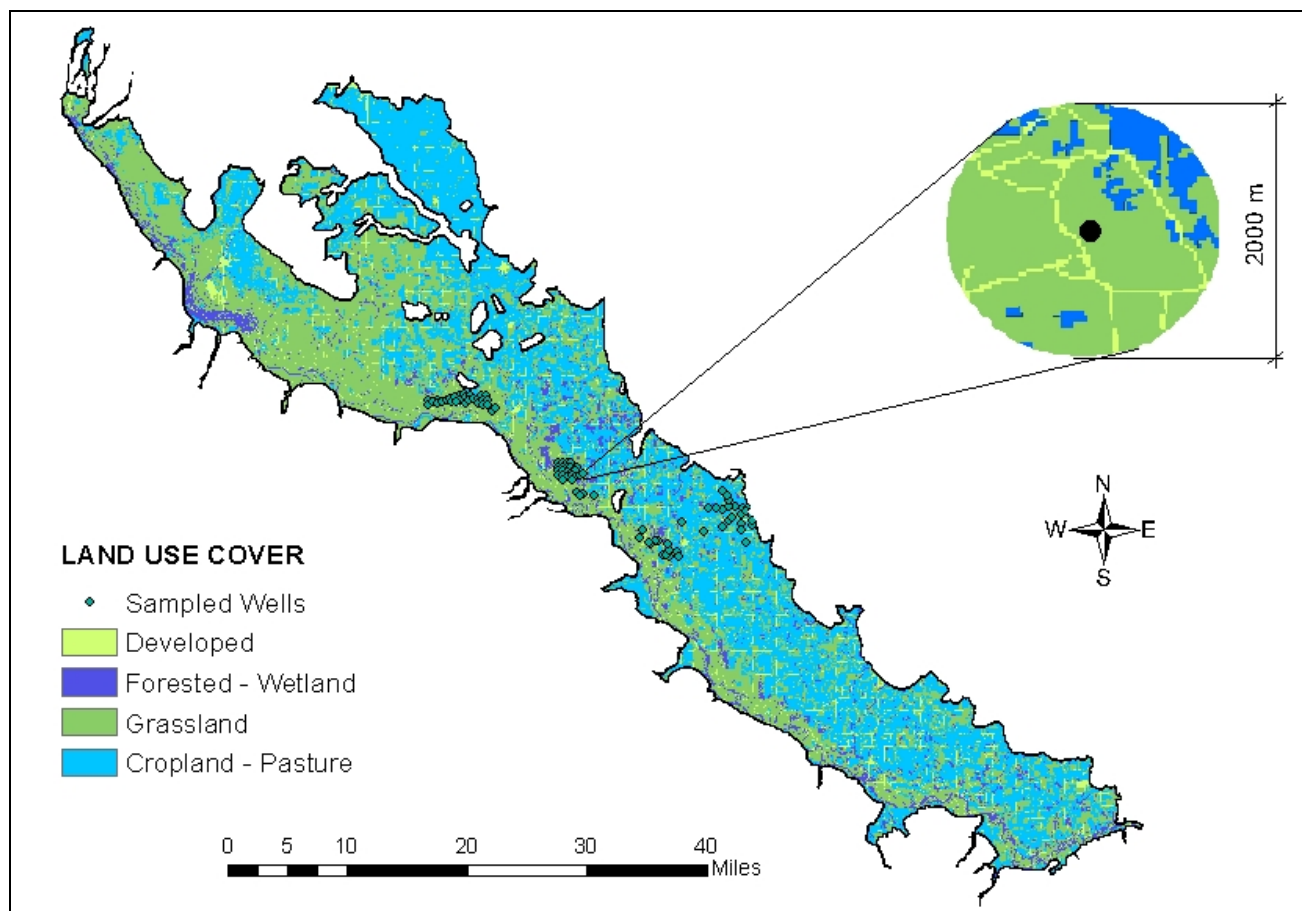 2000 m
N
W E
S
LAND USE COVER
Sampled Wells
Developed
Forested - Wetland
Grassland
Cropland - Pasture
0 5 10 20 30 40
Miles